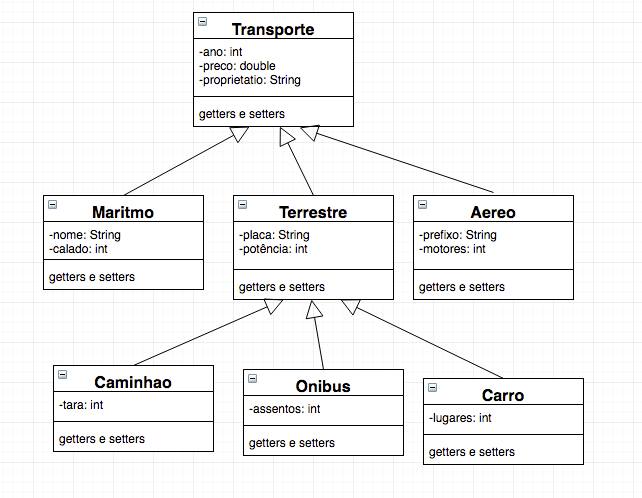 Transporte
-ano: int
-preco: double
-proprietatio: String
getters e setters
Maritmo
-nome: String
-calado: int
getters e setters
Terrestre
-placa: String
-potência: int
getters e setters
Aereo
-prefixo: String
-motores: int
getters e setters
Caminhao
-tara: int
getters e setters
Onibus
-assentos: int
getters e setters
Carro
-lugares: int
getters e setters